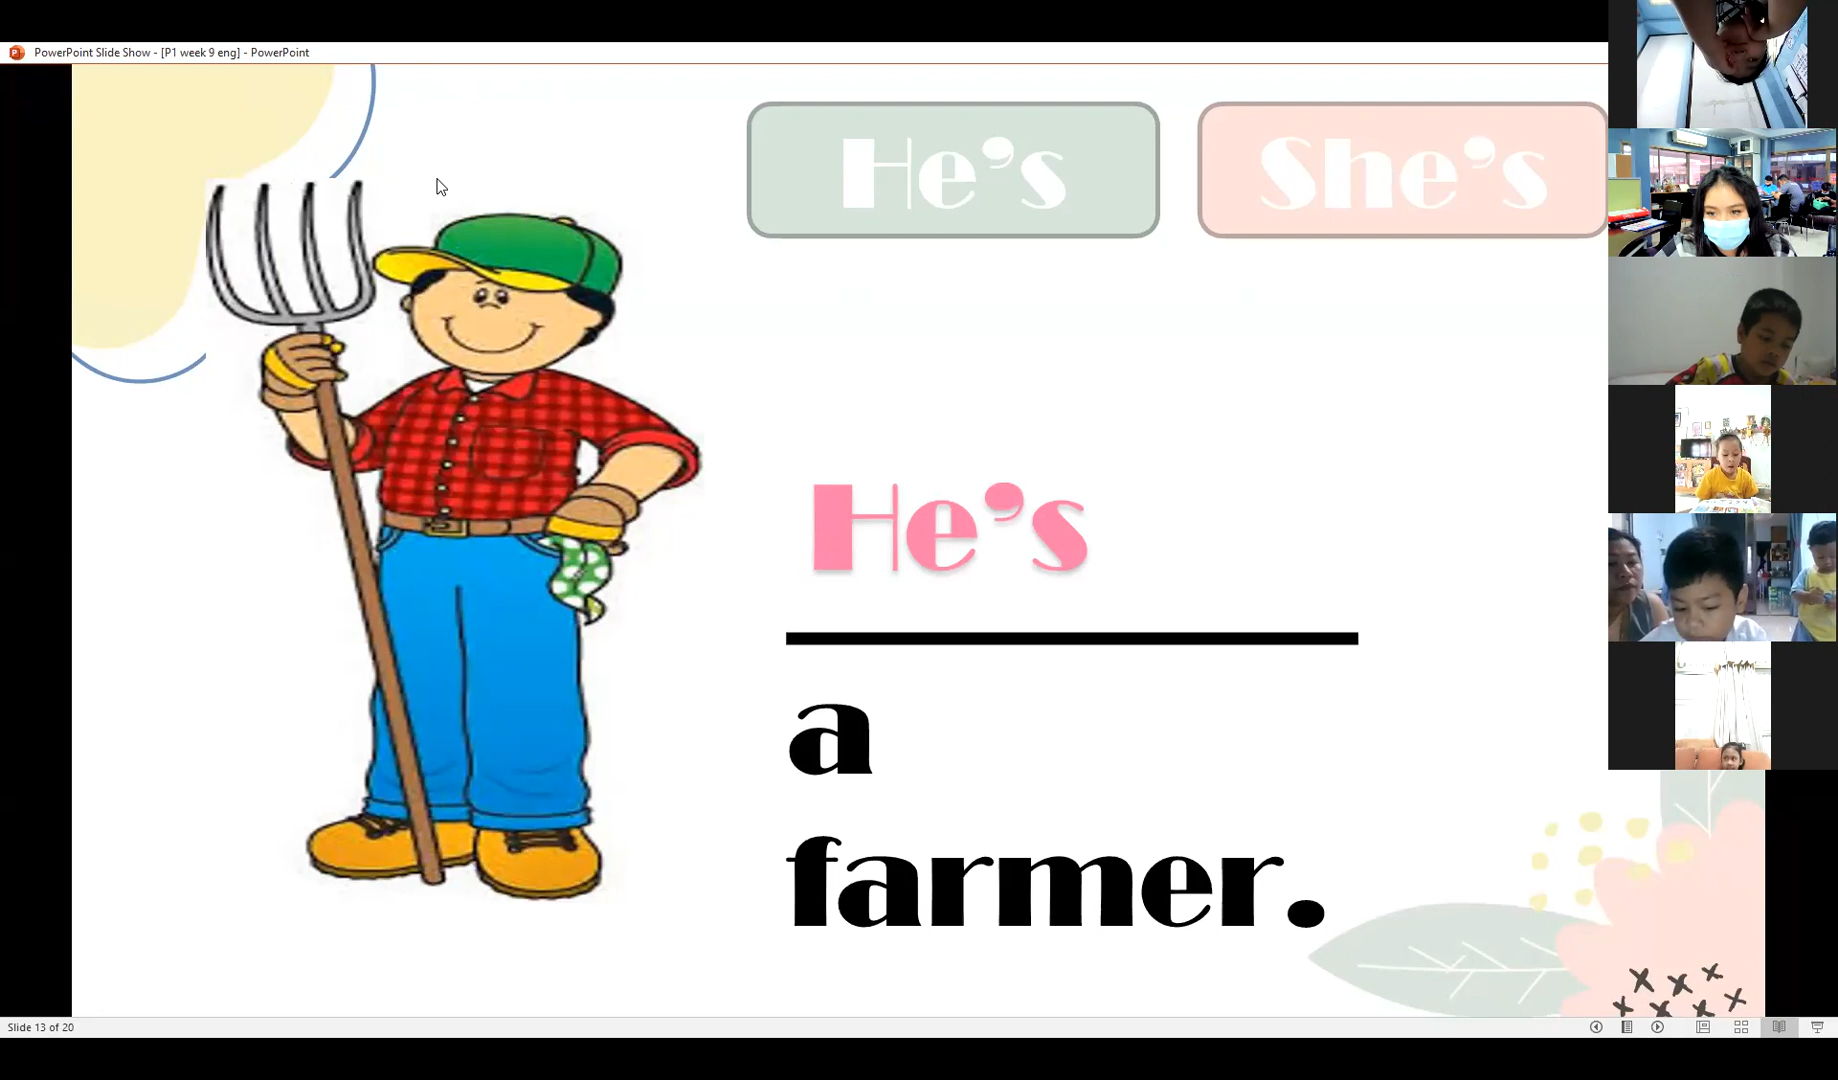 PowerPoint Slide Show - [P1 week 9 eng] - PowerPoint
He's
She's
He's
a
farmer.
Slide 13 of 20